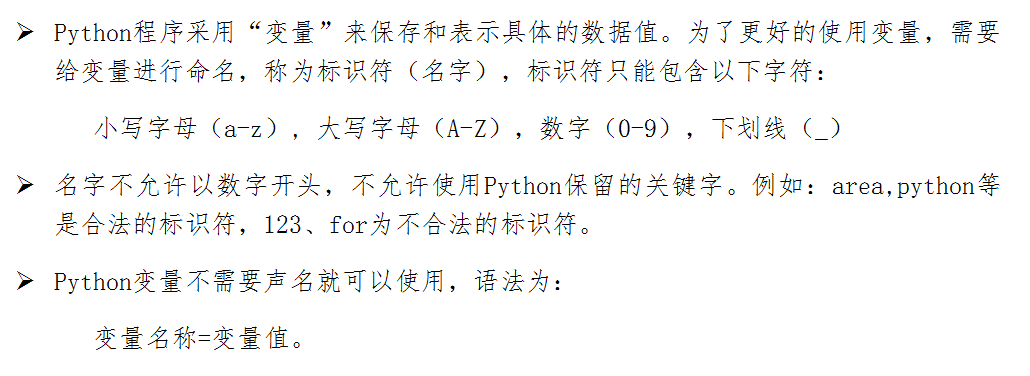 ➢ Python程序采用“变量”来保存和表示具体的数据值。为了更好的使用变量，需要
给变量进行命名，称为标识符（名字），标识符只能包含以下字符：
小写字母（a-z）, 大写字母（A-Z），数字（0-9），下划线（_）
➢ 名字不允许以数字开头，不允许使用Python保留的关键字。例如：area,python等
是合法的标识符，123、for为不合法的标识符。
➢ Python变量不需要声名就可以使用，语法为：
变量名称=变量值。